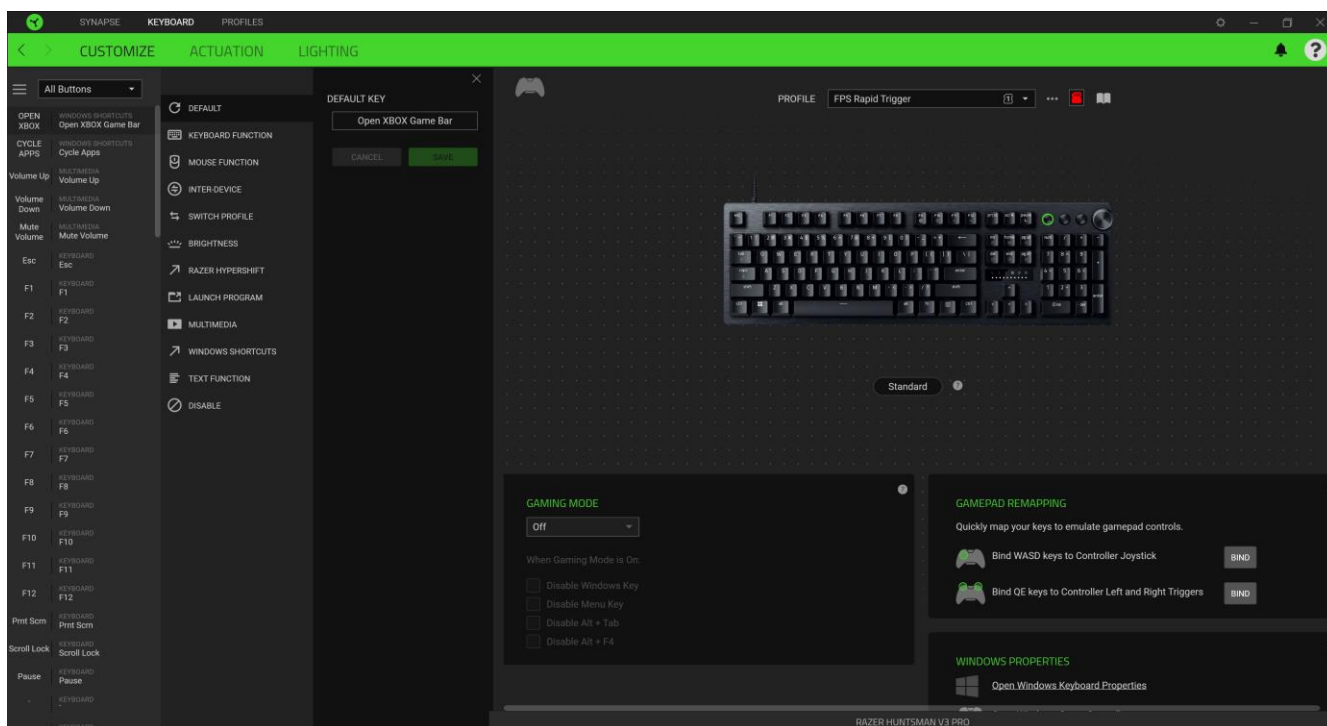 SYNAPSE KEYBOARD PROFILES
CUSTOMIZE ACTUATION LIGHTING
All Buttons
OPEN XBOX WINDOWS SHORTCUTS
Open XBOX Game Bar
CYCLE APPS WINDOWS SHORTCUTS
Cycle Apps
Volume Up MULTIMEDIA
Volume Up
Volume Down MULTIMEDIA
Volume Down
Mute Volume MULTIMEDIA
Mute Volume
Esc KEYBOARD
Esc
F1 KEYBOARD
F1
F2 KEYBOARD
F2
F3 KEYBOARD
F3
F4 KEYBOARD
F4
F5 KEYBOARD
F5
F6 KEYBOARD
F6
F7 KEYBOARD
F7
F8 KEYBOARD
F8
F9 KEYBOARD
F9
F10 KEYBOARD
F10
F11 KEYBOARD
F11
F12 KEYBOARD
F12
Prnt Scrn KEYBOARD
Prnt Scrn
Scroll Lock KEYBOARD
Scroll Lock
Pause KEYBOARD
Pause
KEYBOARD
DEFAULT
KEYBOARD FUNCTION
MOUSE FUNCTION
INTER-DEVICE
SWITCH PROFILE
BRIGHTNESS
RAZER HYPERSHIFT
LAUNCH PROGRAM
MULTIMEDIA
WINDOWS SHORTCUTS
TEXT FUNCTION
DISABLE
DEFAULT KEY
Open XBOX Game Bar
CANCEL SAVE
PROFILE FPS Rapid Trigger 1
Standard
GAMING MODE
Off
When Gaming Mode is On:
Disable Windows Key
Disable Menu Key
Disable Alt + Tab
Disable Alt + F4
GAMEPAD REMAPPING
Quickly map your keys to emulate gamepad controls.
Bind WASD keys to Controller Joystick BIND
Bind QE keys to Controller Left and Right Triggers BIND
WINDOWS PROPERTIES
Open Windows Keyboard Properties
RAZER HUNTSMAN V3 PRO